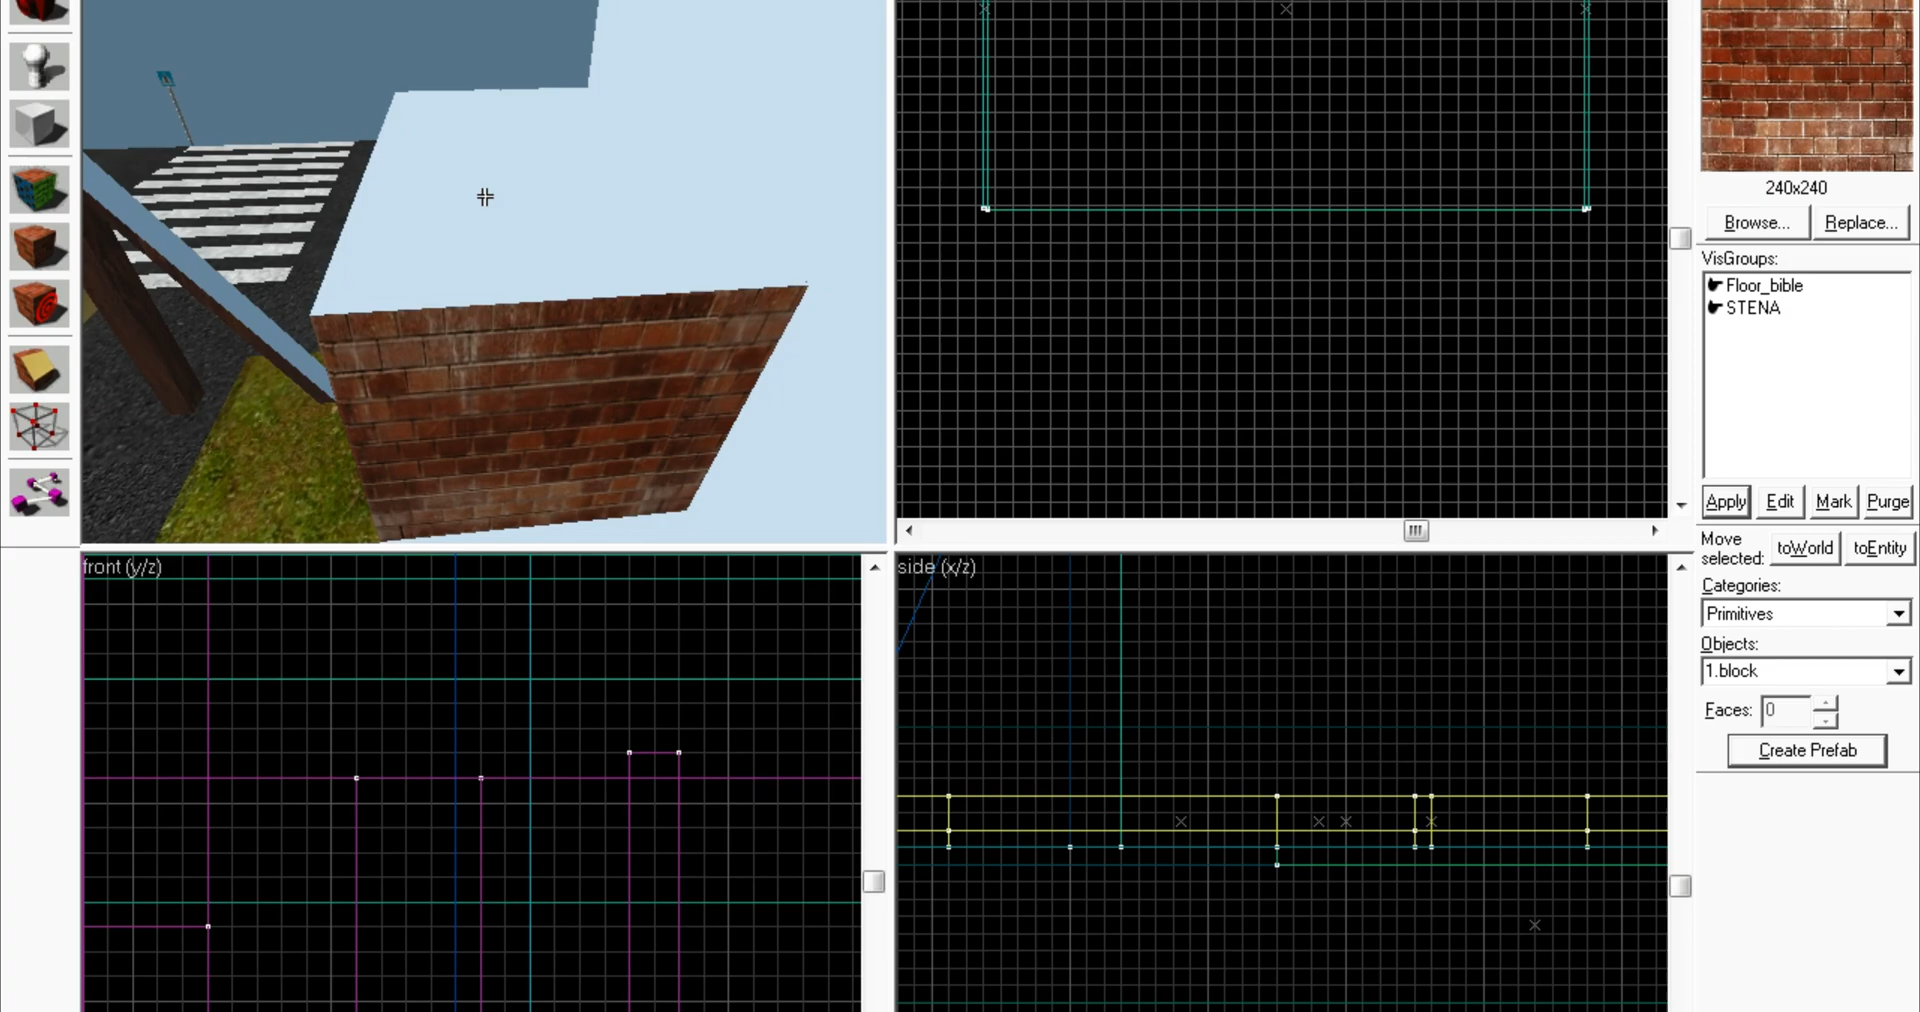 240x240
Browse... Replace...
VisGroups:
Floor_bible
STENA
Apply Edit Mark Purge
Move selected: toWorld toEntity
Categories:
Primitives
Objects:
1.block
Faces: 0
Create Prefab
front (y/z)
side (x/z)